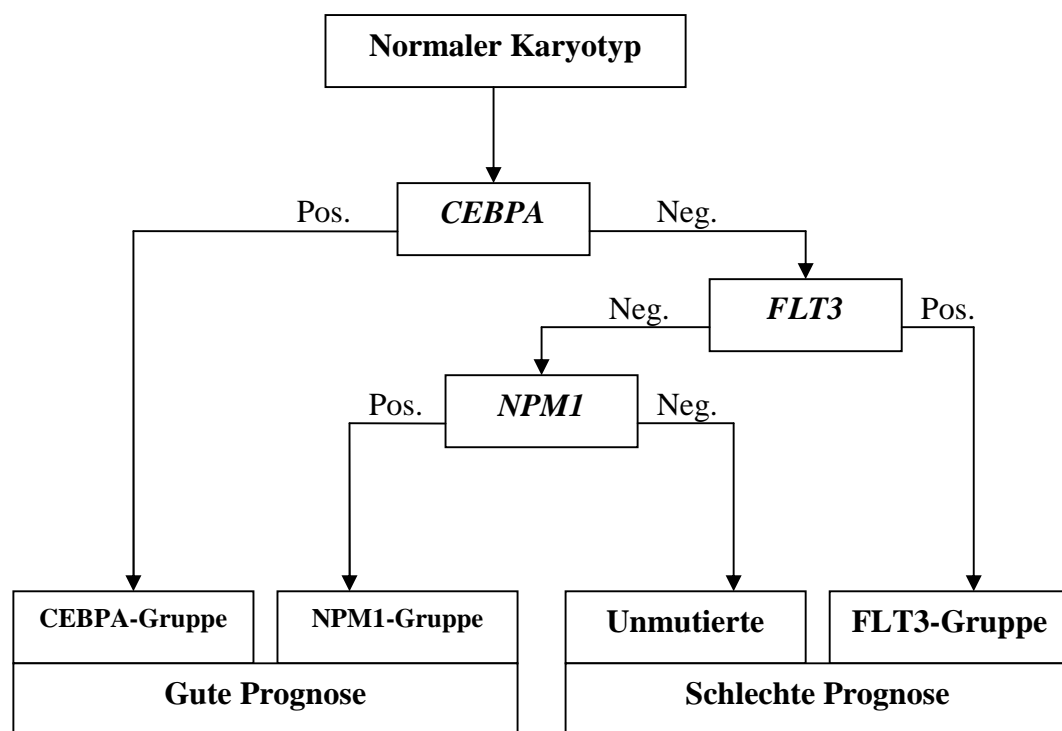 Normaler Karyotyp
Pos.
CEBPA
Neg.
Neg.
FLT3
Pos.
Pos.
NPM1
Neg.
CEBPA-Gruppe
NPM1-Gruppe
Unmutierte
FLT3-Gruppe
Gute Prognose
Schlechte Prognose